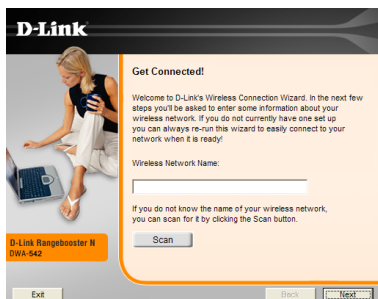 D-Link
Get Connected!
Welcome to D-Link's Wireless Connection Wizard. In the next few
steps you'll be asked to enter some information about your
wireless network. If you do not currently have one set up
you can always re-run this wizard to easily connect to your
network when it is ready!
Wireless Network Name:
If you do not know the name of your wireless network,
you can scan for it by clicking the Scan button.
Scan
D-Link Rangebooster N
DWA-542
Exit
Back
Next